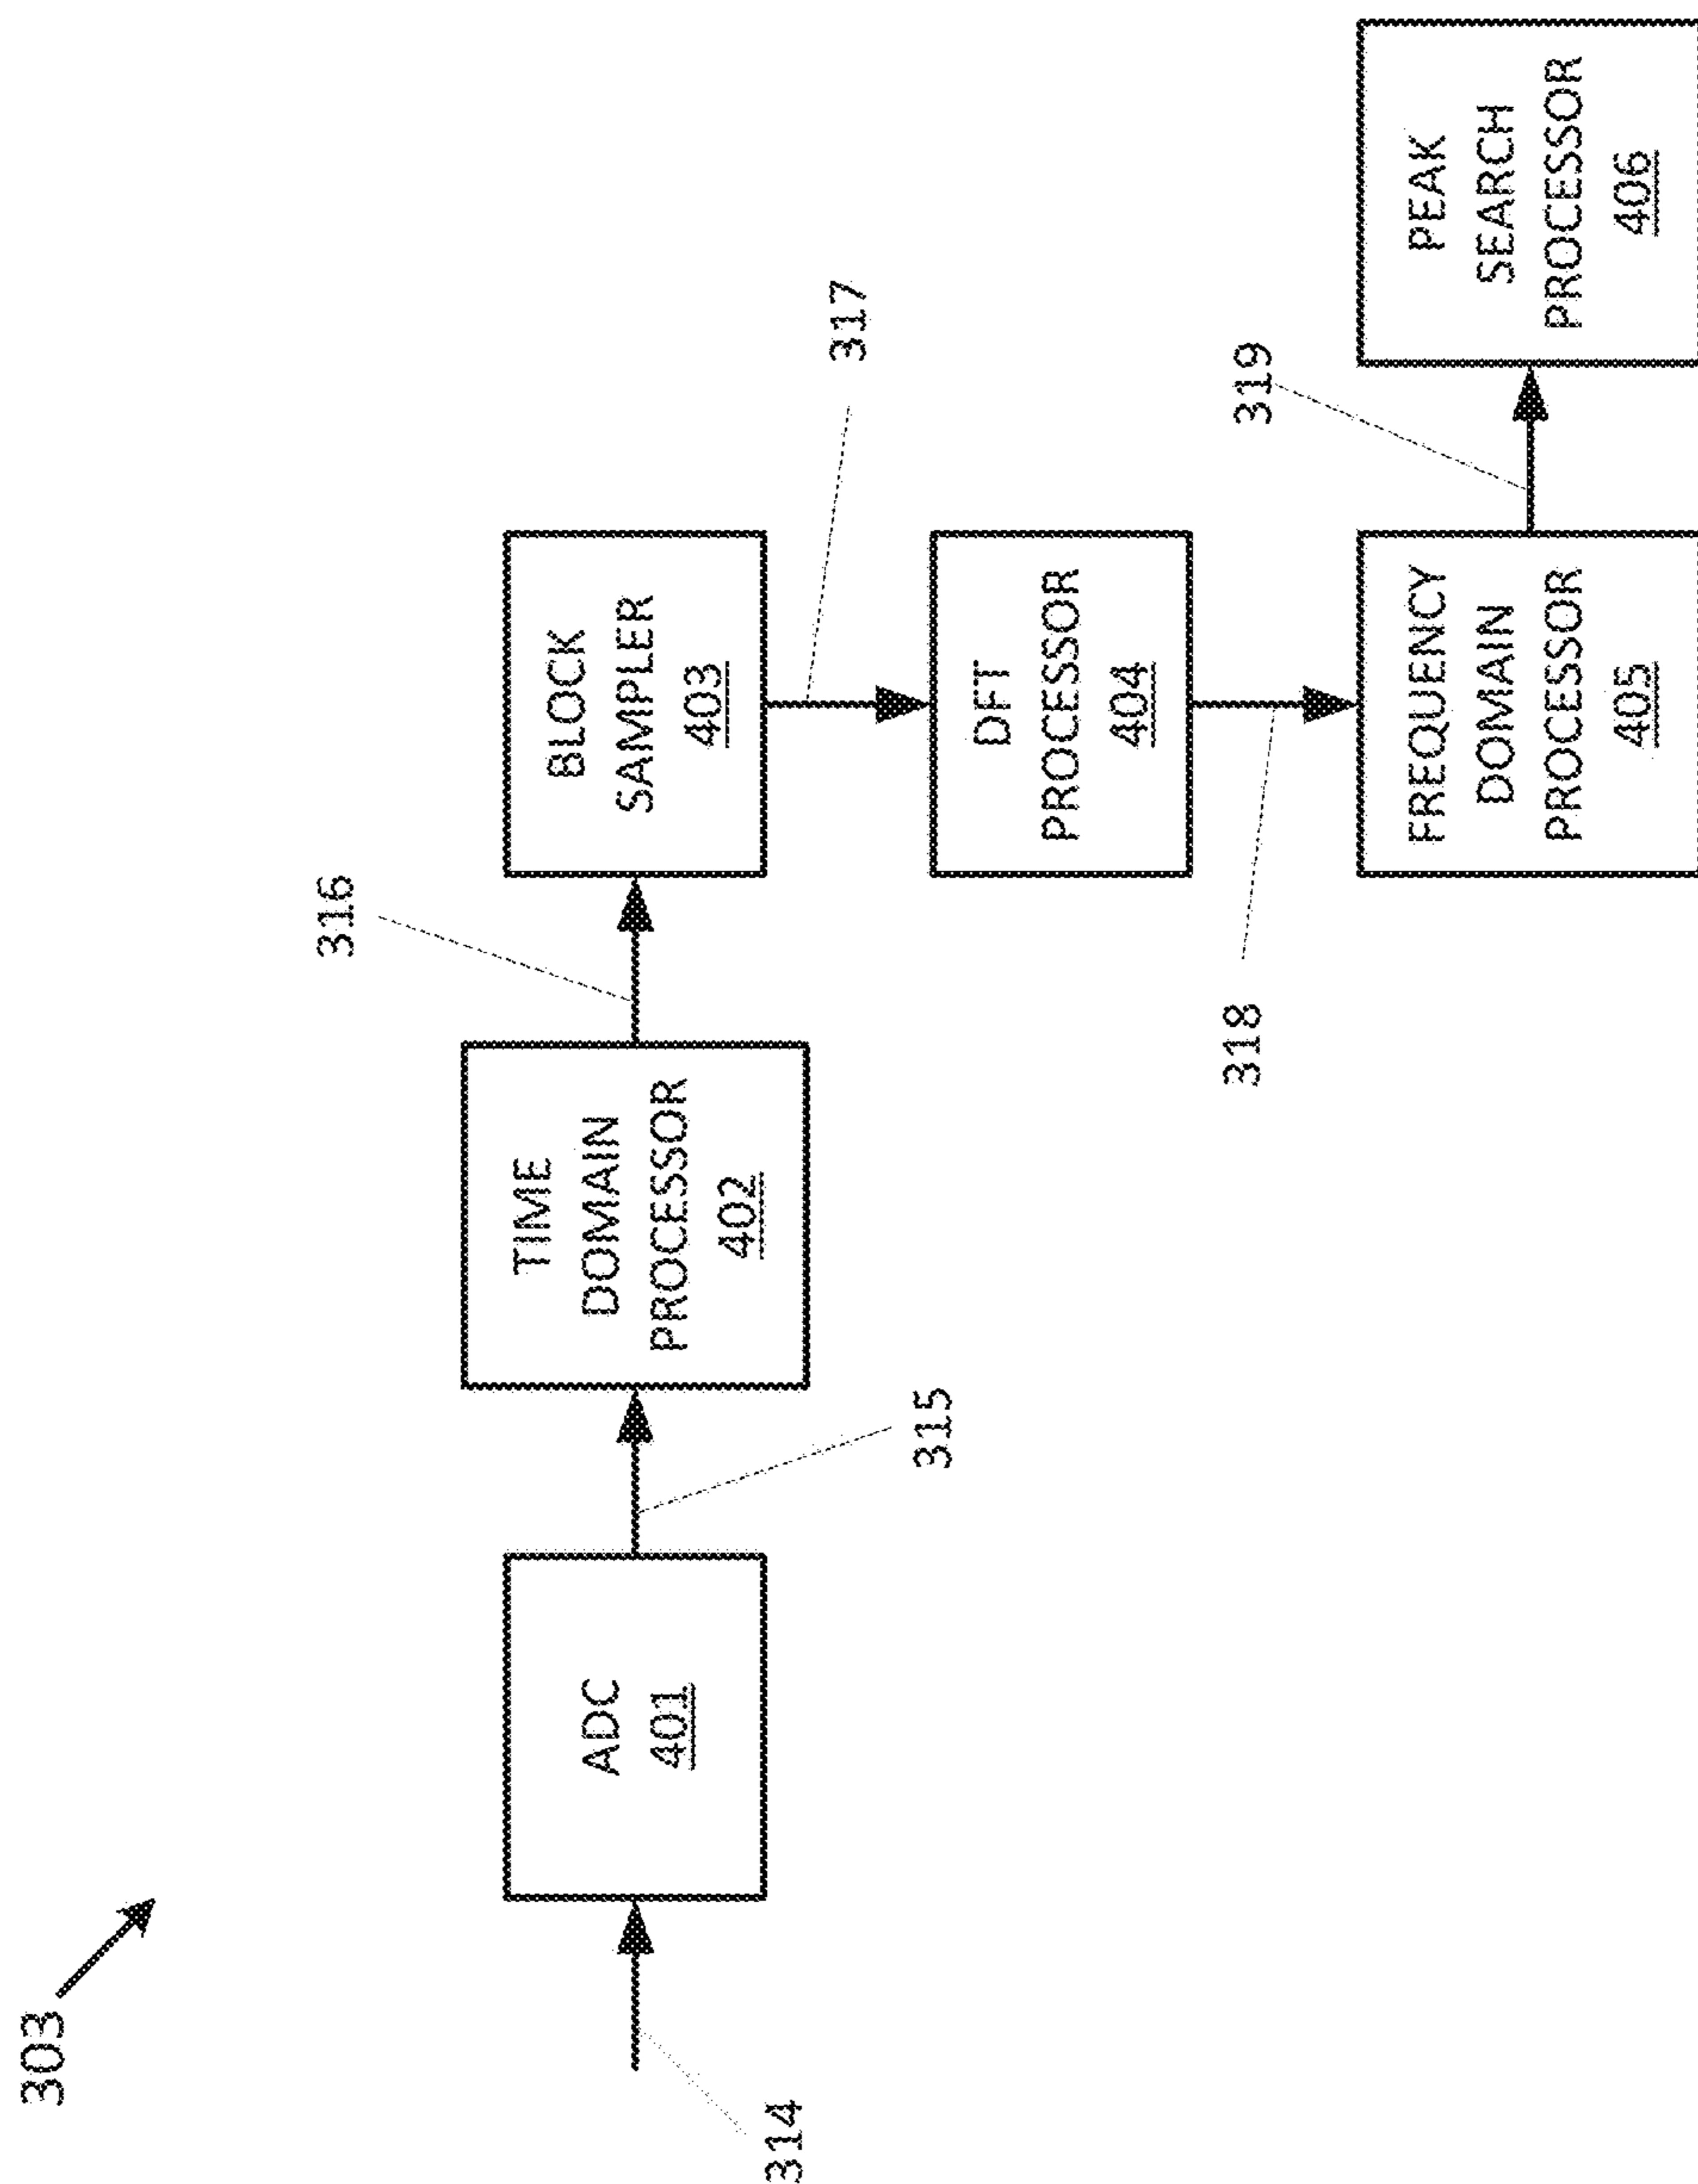 303
314
ADC
401
315
TIME
DOMAIN
PROCESSOR
402
316
BLOCK
SAMPLER
403
317
DFT
PROCESSOR
404
318
FREQUENCY
DOMAIN
PROCESSOR
405
319
PEAK
SEARCH
PROCESSOR
406